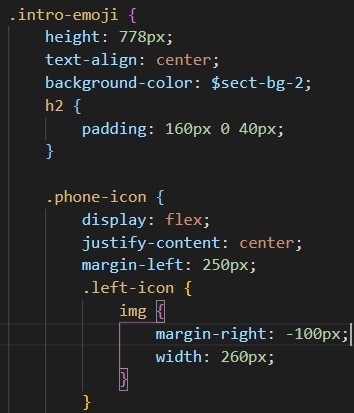 .intro-emoji {
height: 778px;
text-align: center;
background-color: $sect-bg-2;
h2 {
padding: 160px 0 40px;
}
.phone-icon {
display: flex;
justify-content: center;
margin-left: 250px;
.left-icon {
img {
margin-right: -100px;
width: 260px;
}
}